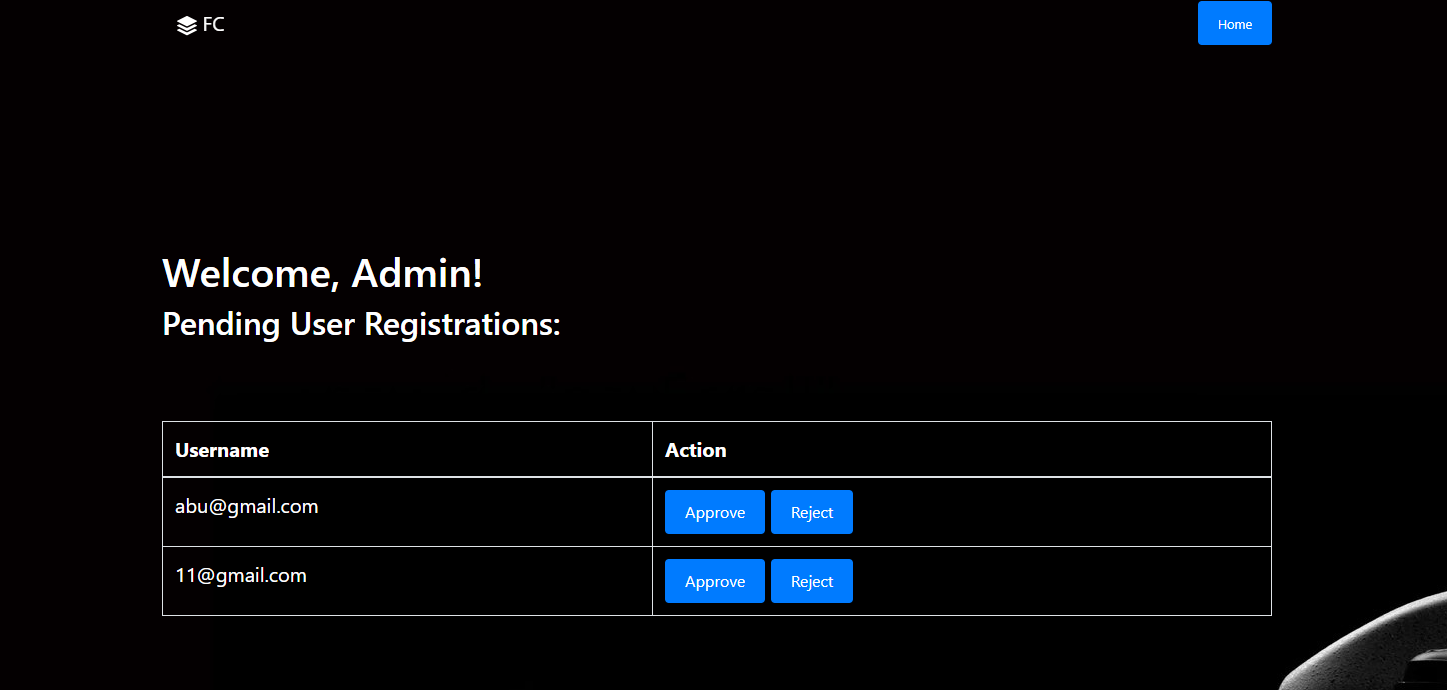 FC
Home
Welcome, Admin!
Pending User Registrations:
Username Action
abu@gmail.com Approve Reject
11@gmail.com Approve Reject